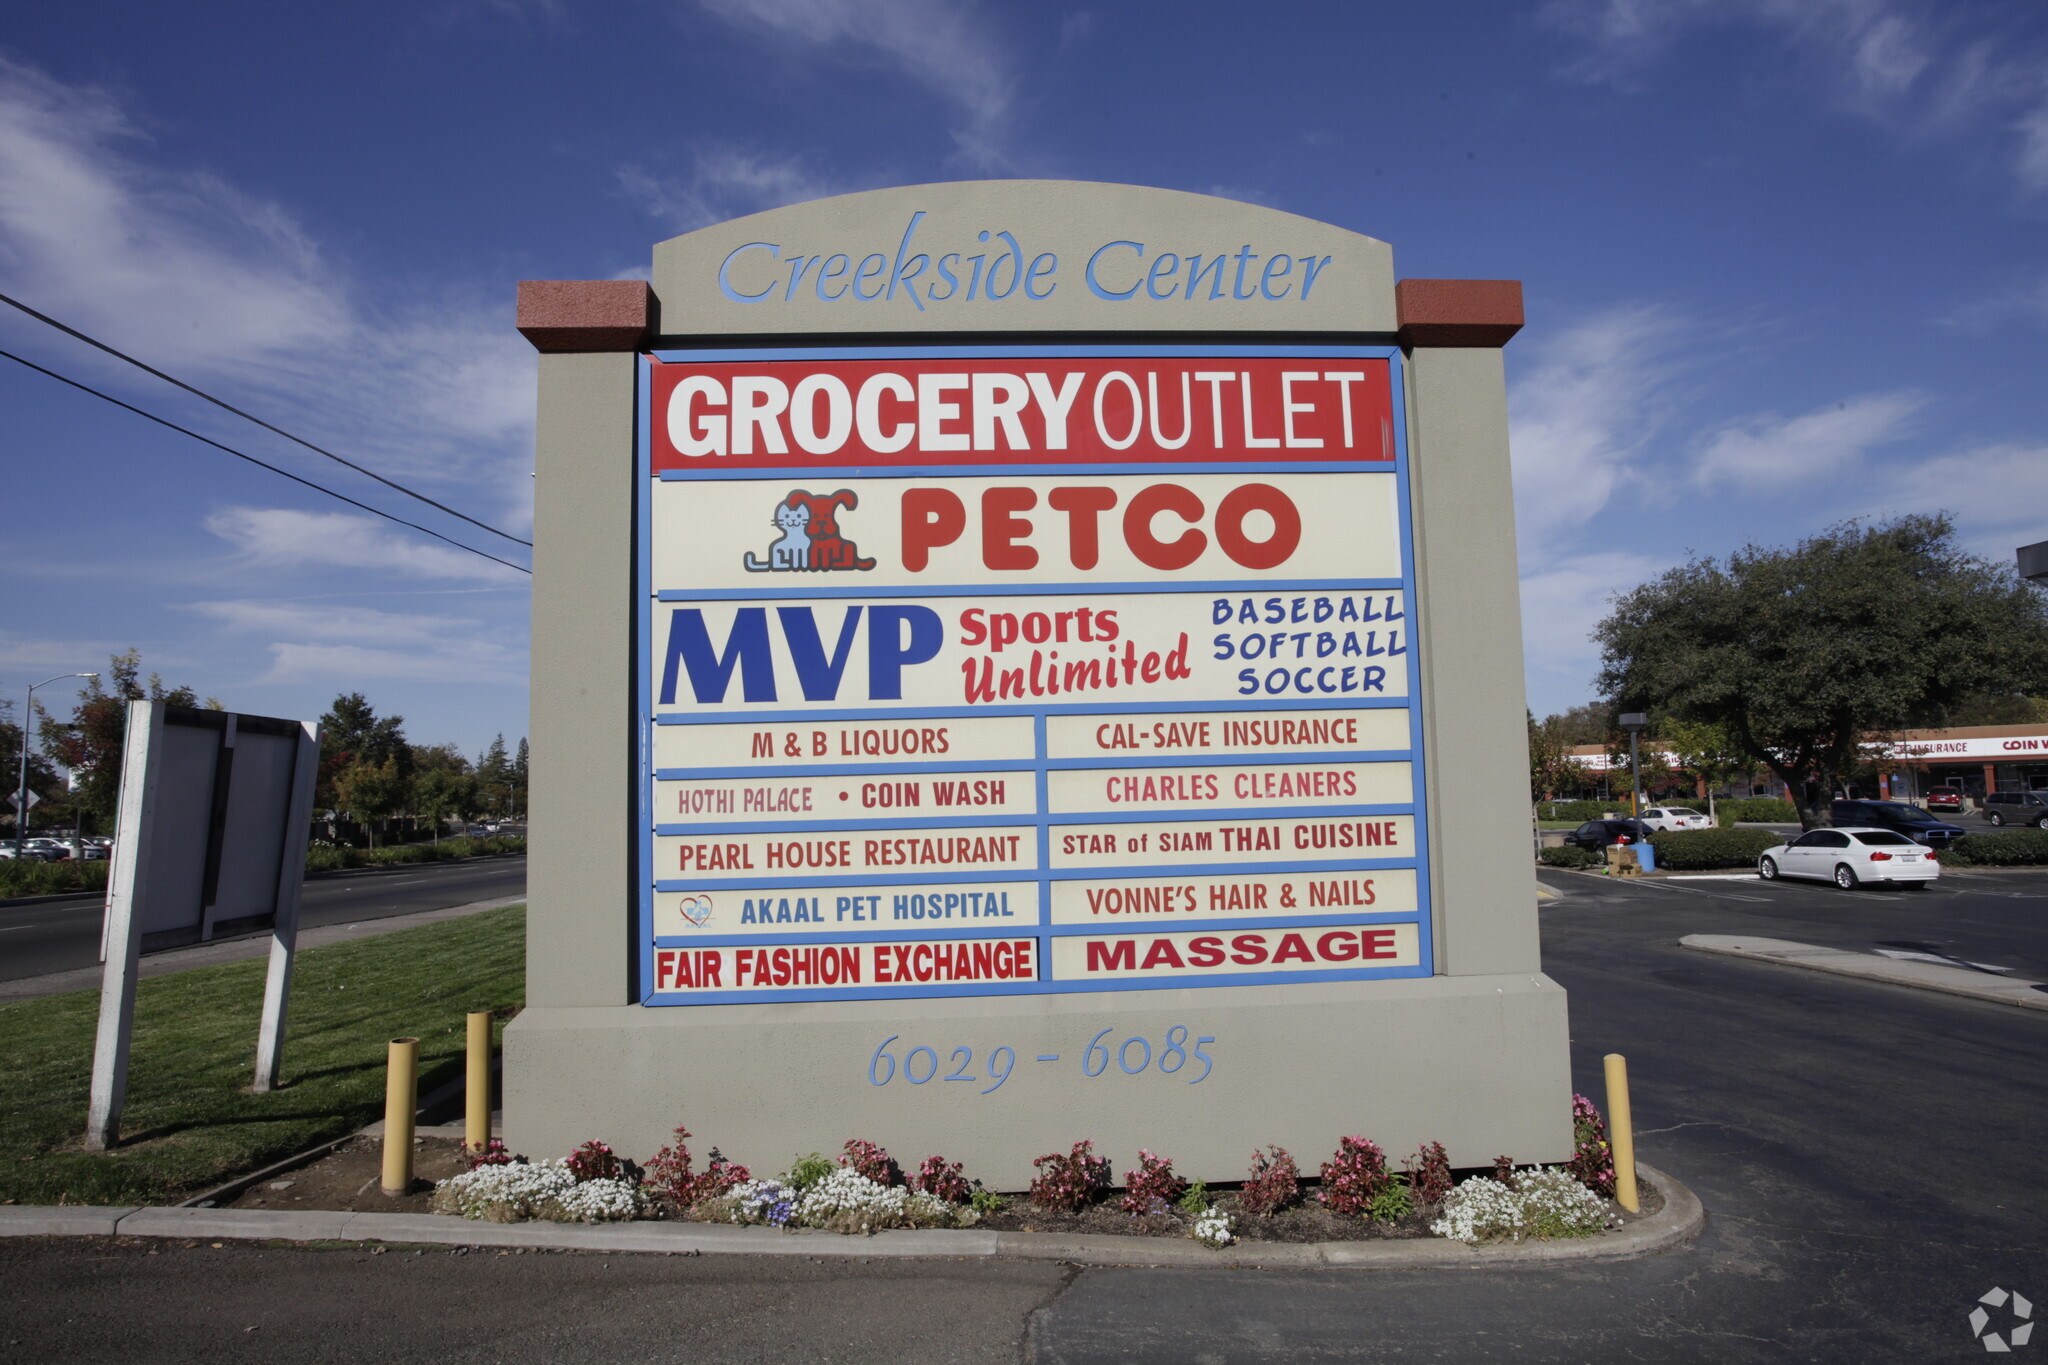 Creekside Center
GROCERY OUTLET
PETCO
MVP Sports Unlimited
BASEBALL
SOFTBALL
SOCCER
M & B LIQUORS
CAL-SAVE INSURANCE
HOTHI PALACE • COIN WASH
CHARLES CLEANERS
PEARL HOUSE RESTAURANT
STAR of SIAM THAI CUISINE
AKAAL PET HOSPITAL
VONNE'S HAIR & NAILS
FAIR FASHION EXCHANGE
MASSAGE
6029 - 6085
INSURANCE
COIN W